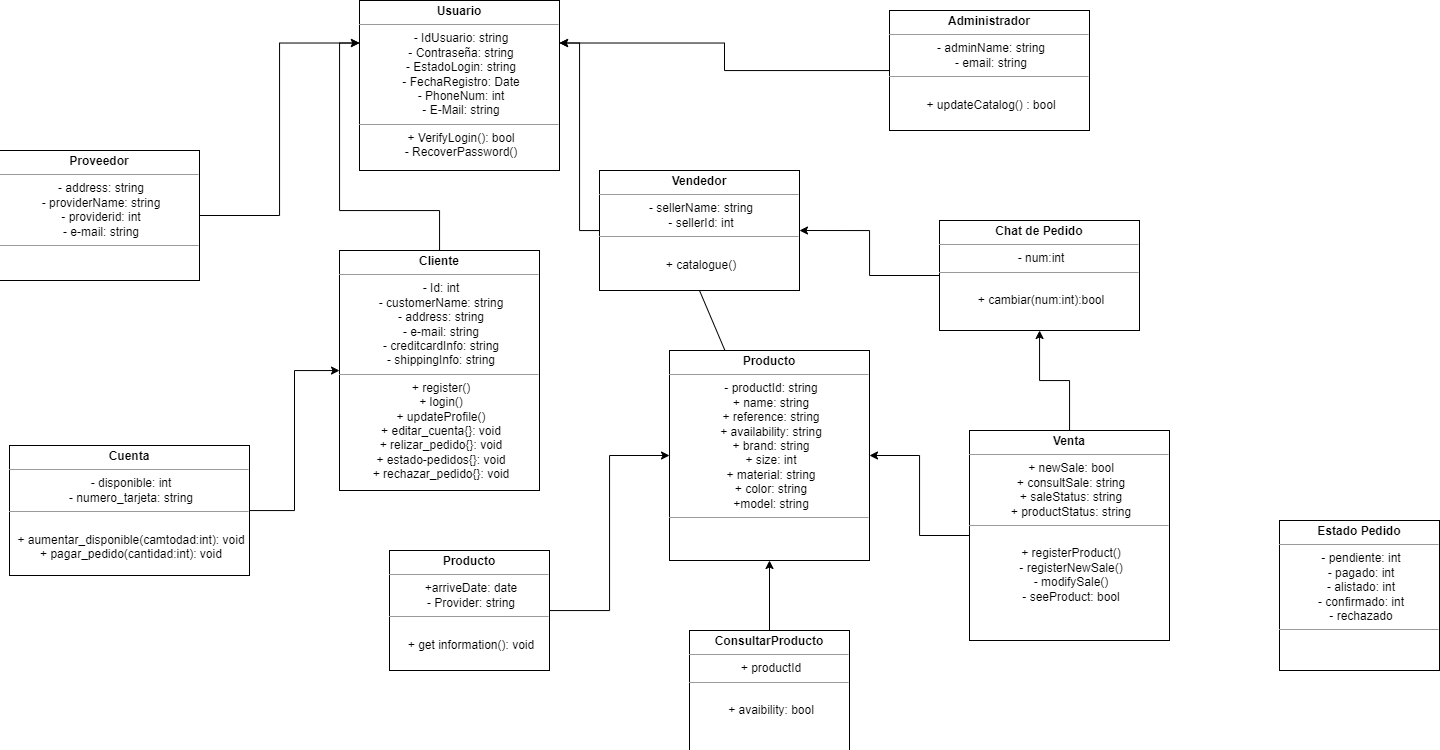 Usuario
- IdUsuario: string
- Contraseña: string
- EstadoLogin: string
- FechaRegistro: Date
- PhoneNum: int
- E-Mail: string
+ VerifyLogin(): bool
- RecoverPassword()
Administrador
- adminName: string
- email: string
+ updateCatalog() : bool
Proveedor
- address: string
- providerName: string
- providerid: int
- e-mail: string
Vendedor
- sellerName: string
- sellerId: int
+ catalogue()
Chat de Pedido
- num:int
+ cambiar(num:int):bool
Cliente
- Id: int
- customerName: string
- address: string
- e-mail: string
- creditcardInfo: string
- shippingInfo: string
+ register()
+ login()
+ updateProfile()
+ editar_cuenta{}: void
+ relizar_pedido{}: void
+ estado-pedidos{}: void
+ rechazar_pedido{}: void
Producto
- productId: string
+ name: string
+ reference: string
+ availability: string
+ brand: string
+ size: int
+ material: string
+ color: string
+model: string
Cuenta
- disponible: int
- numero_tarjeta: string
+ aumentar_disponible(camtodad:int): void
+ pagar_pedido(cantidad:int): void
Venta
+ newSale: bool
+ consultSale: string
+ saleStatus: string
+ productStatus: string
+ registerProduct()
- registerNewSale()
- modifySale()
- seeProduct: bool
Estado Pedido
- pendiente: int
- pagado: int
- alistado: int
- confirmado: int
- rechazado
Producto
+arriveDate: date
- Provider: string
+ get information(): void
ConsultarProducto
+ productId
+ avaibility: bool